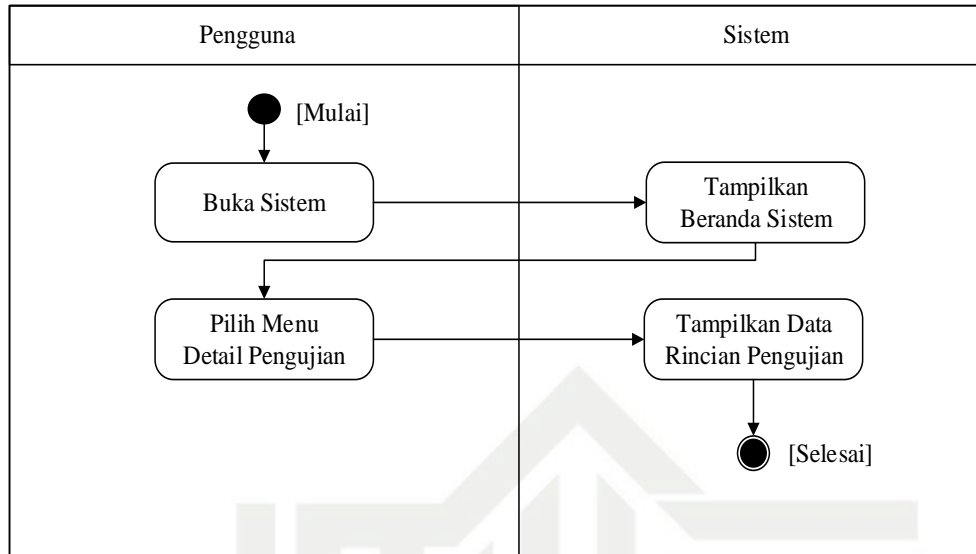 Pengguna
Sistem
[Mulai]
Buka Sistem
Tampilkan
Beranda Sistem
Pilih Menu
Detail Pengujian
Tampilkan Data
Rincian Pengujian
[Selesai]